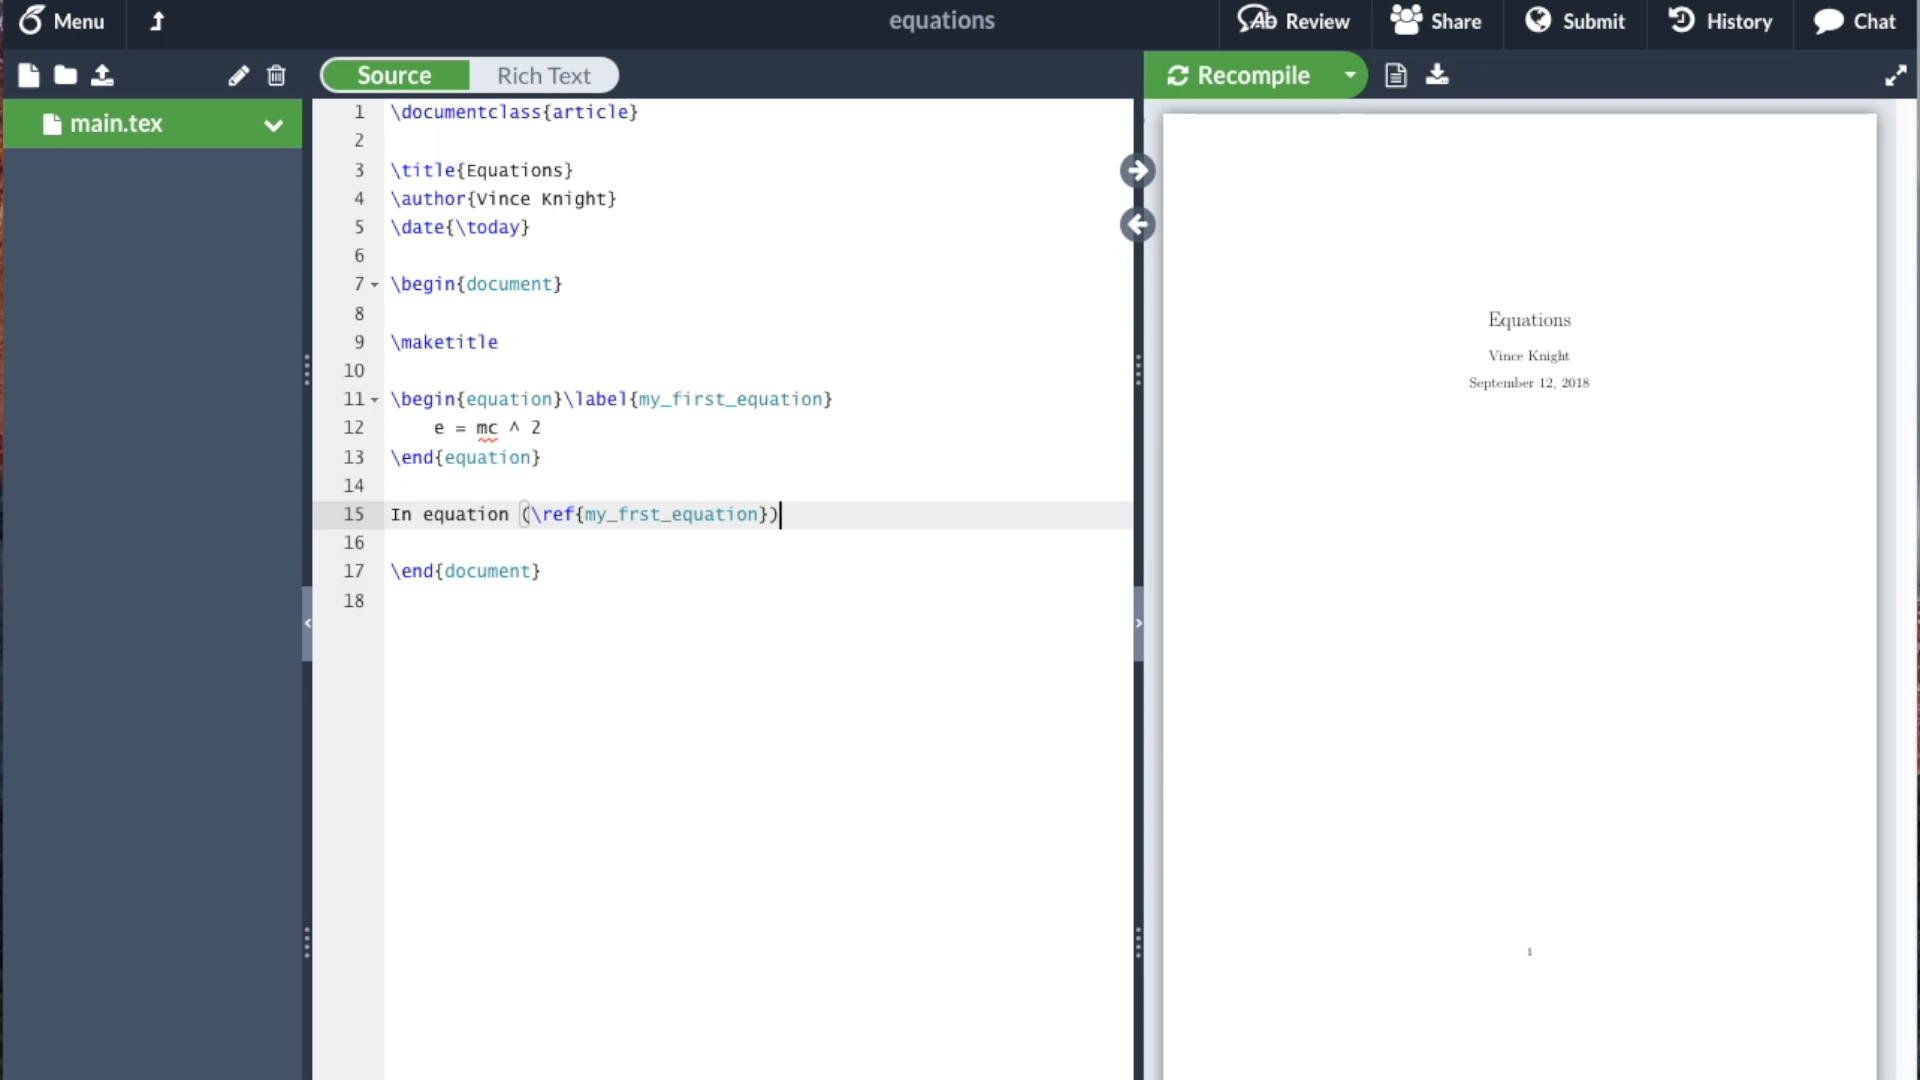 Menu
equations
Review
Share
Submit
History
Chat
Source
Rich Text
Recompile
main.tex
1 \documentclass{article}
2
3 \title{Equations}
4 \author{Vince Knight}
5 \date{\today}
6
7 \begin{document}
8
9 \maketitle
10
11 \begin{equation}\label{my_first_equation}
12     e = mc ^ 2
13 \end{equation}
14
15 In equation (\ref{my_frst_equation})
16
17 \end{document}
18
Equations
Vince Knight
September 12, 2018
1